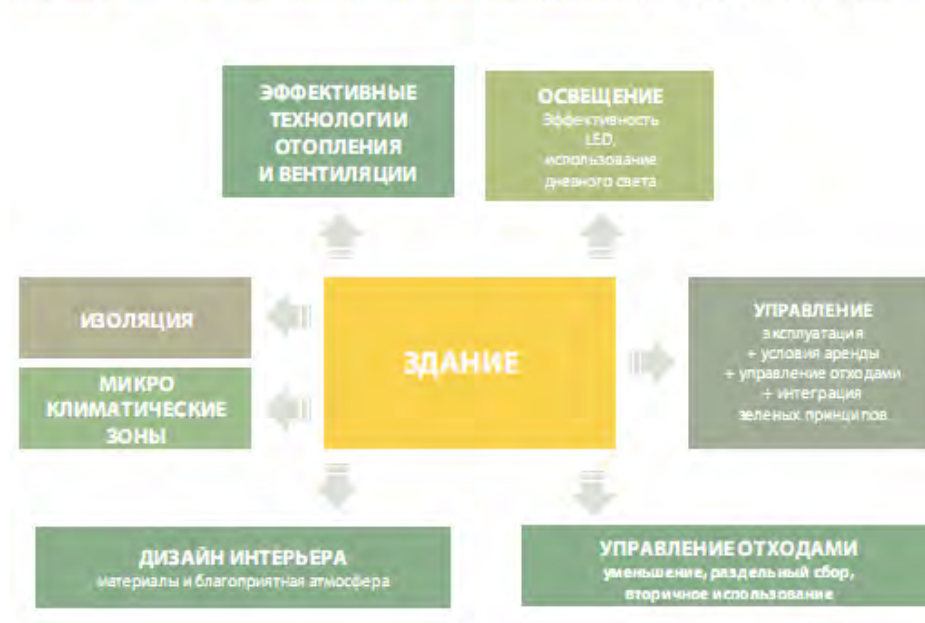 ЭФФЕКТИВНЫЕ
ТЕХНОЛОГИИ
ОТОПЛЕНИЯ
И ВЕНТИЛЯЦИИ
ОСВЕЩЕНИЕ
Эффективность
LED,
использование
дневного света
ИЗОЛЯЦИЯ
МИКРО
КЛИМАТИЧЕСКИЕ
ЗОНЫ
ЗДАНИЕ
УПРАВЛЕНИЕ
эксплуатация
+ условия аренды
+ управление отходами
+ интеграция
зеленых принципов
ДИЗАЙН ИНТЕРЬЕРА
материалы и благоприятная атмосфера
УПРАВЛЕНИЕ ОТХОДАМИ
уменьшение, раздельный сбор,
вторичное использование